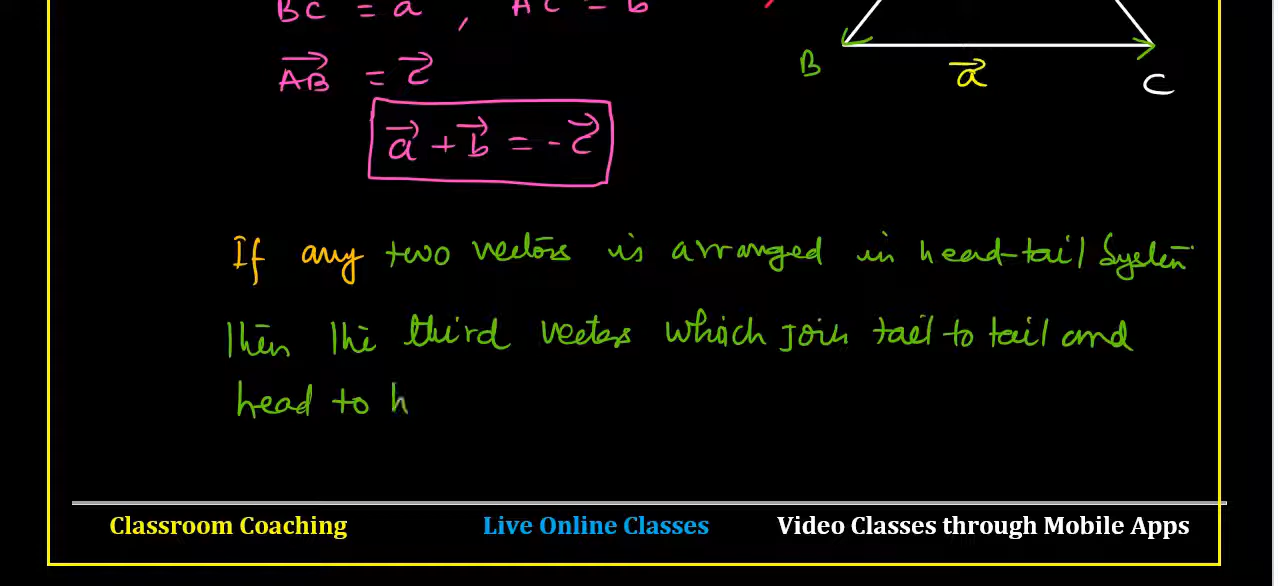 BC = a , AC = b
AB = c
a + b = - c
B
a
C
If any two vectors is arranged in head-tail System
Then The third vectors which join tail to tail and
head to h
Classroom Coaching Live Online Classes Video Classes through Mobile Apps